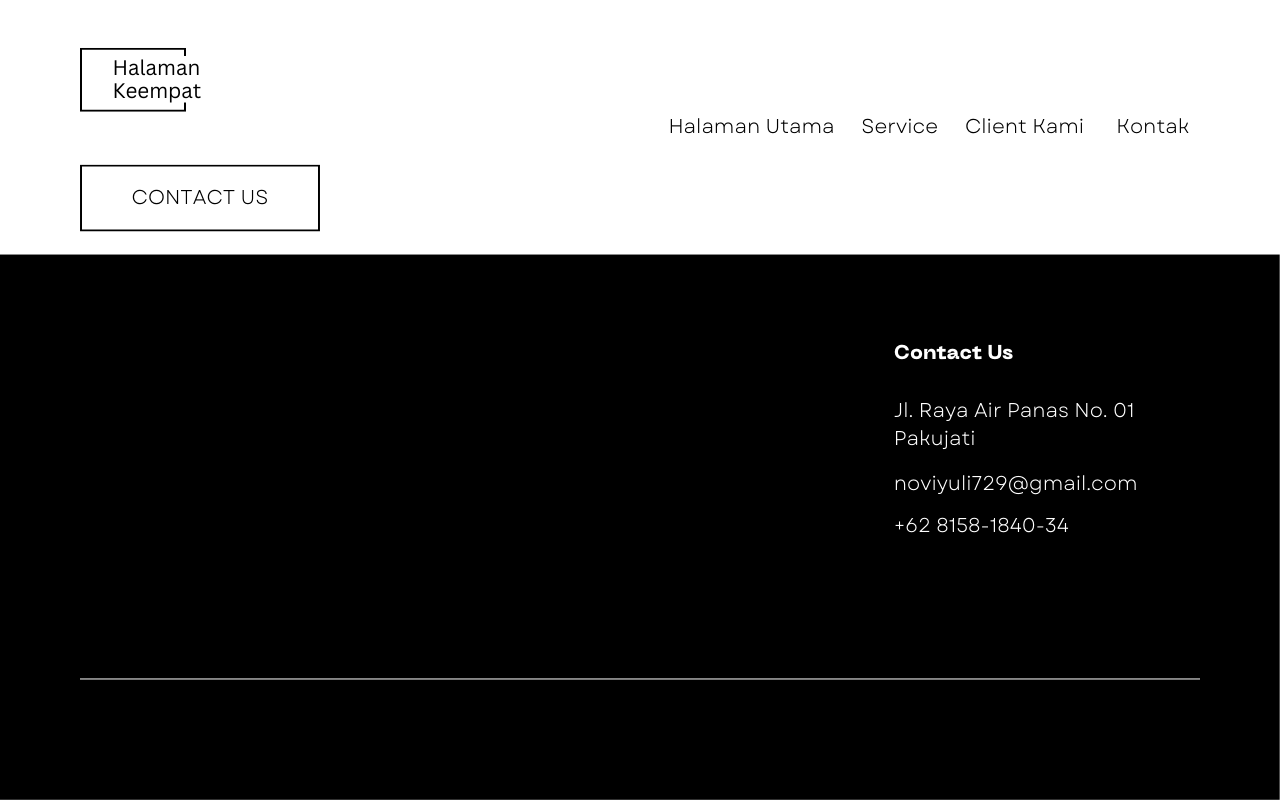 Halaman
Keempat
Halaman Utama Service Client Kami Kontak
CONTACT US
Contact Us
Jl. Raya Air Panas No. 01
Pakujati
noviyuli729@gmail.com
+62 8158-1840-34